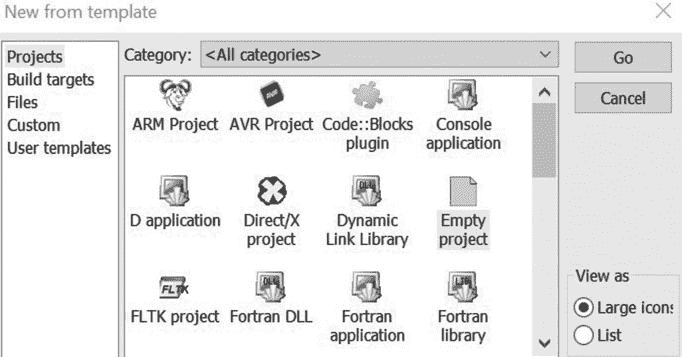 New from template
Projects
Build targets
Files
Custom
User templates
Category: <All categories>
Go
Cancel
ARM Project
AVR Project
Code::Blocks
plugin
Console
application
D application
Direct/X
project
Dynamic
Link Library
Empty
project
FLTK project
Fortran DLL
Fortran
application
Fortran
library
View as
Large icons
List